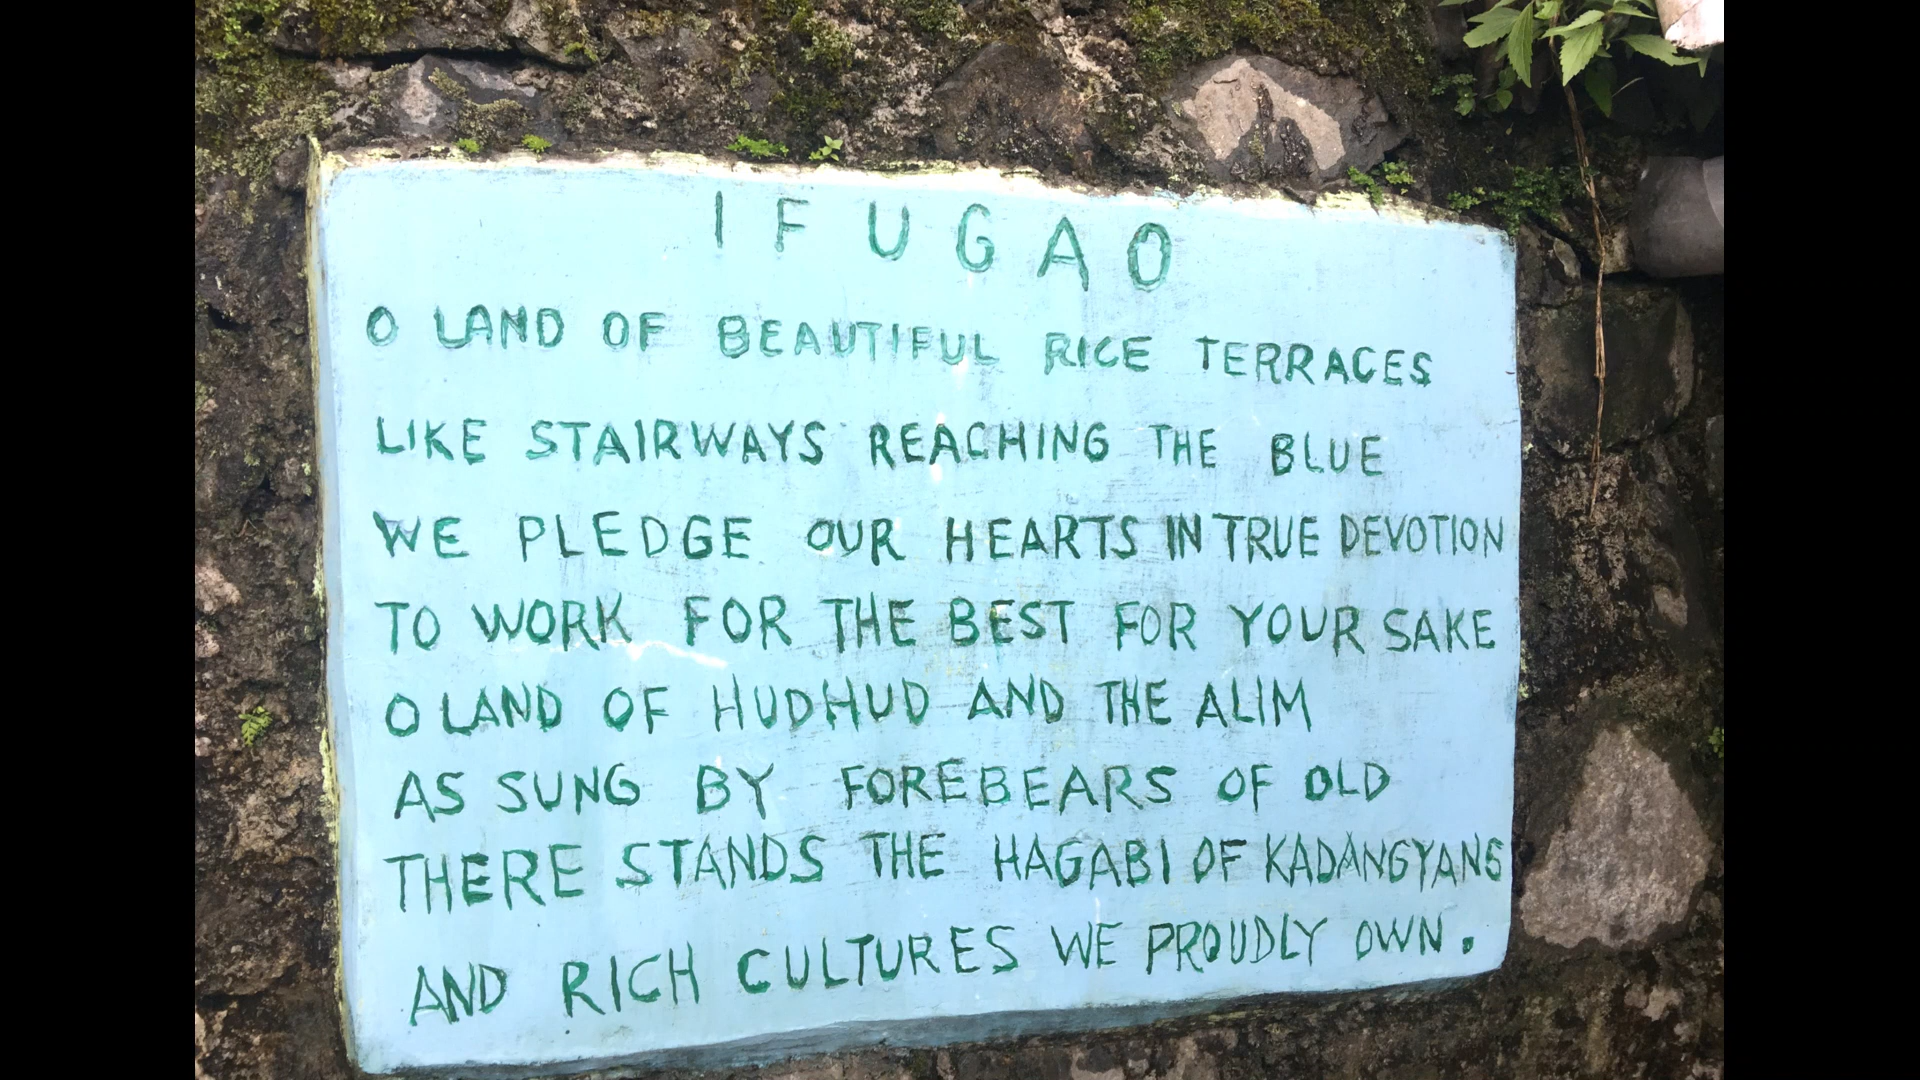 IFUGAO
O LAND OF BEAUTIFUL RICE TERRACES
LIKE STAIRWAYS REACHING THE BLUE
WE PLEDGE OUR HEARTS IN TRUE DEVOTION
TO WORK FOR THE BEST FOR YOUR SAKE
O LAND OF HUDHUD AND THE ALIM
AS SUNG BY FOREBEARS OF OLD
THERE STANDS THE HAGABI OF KADANGYANS
AND RICH CULTURES WE PROUDLY OWN.